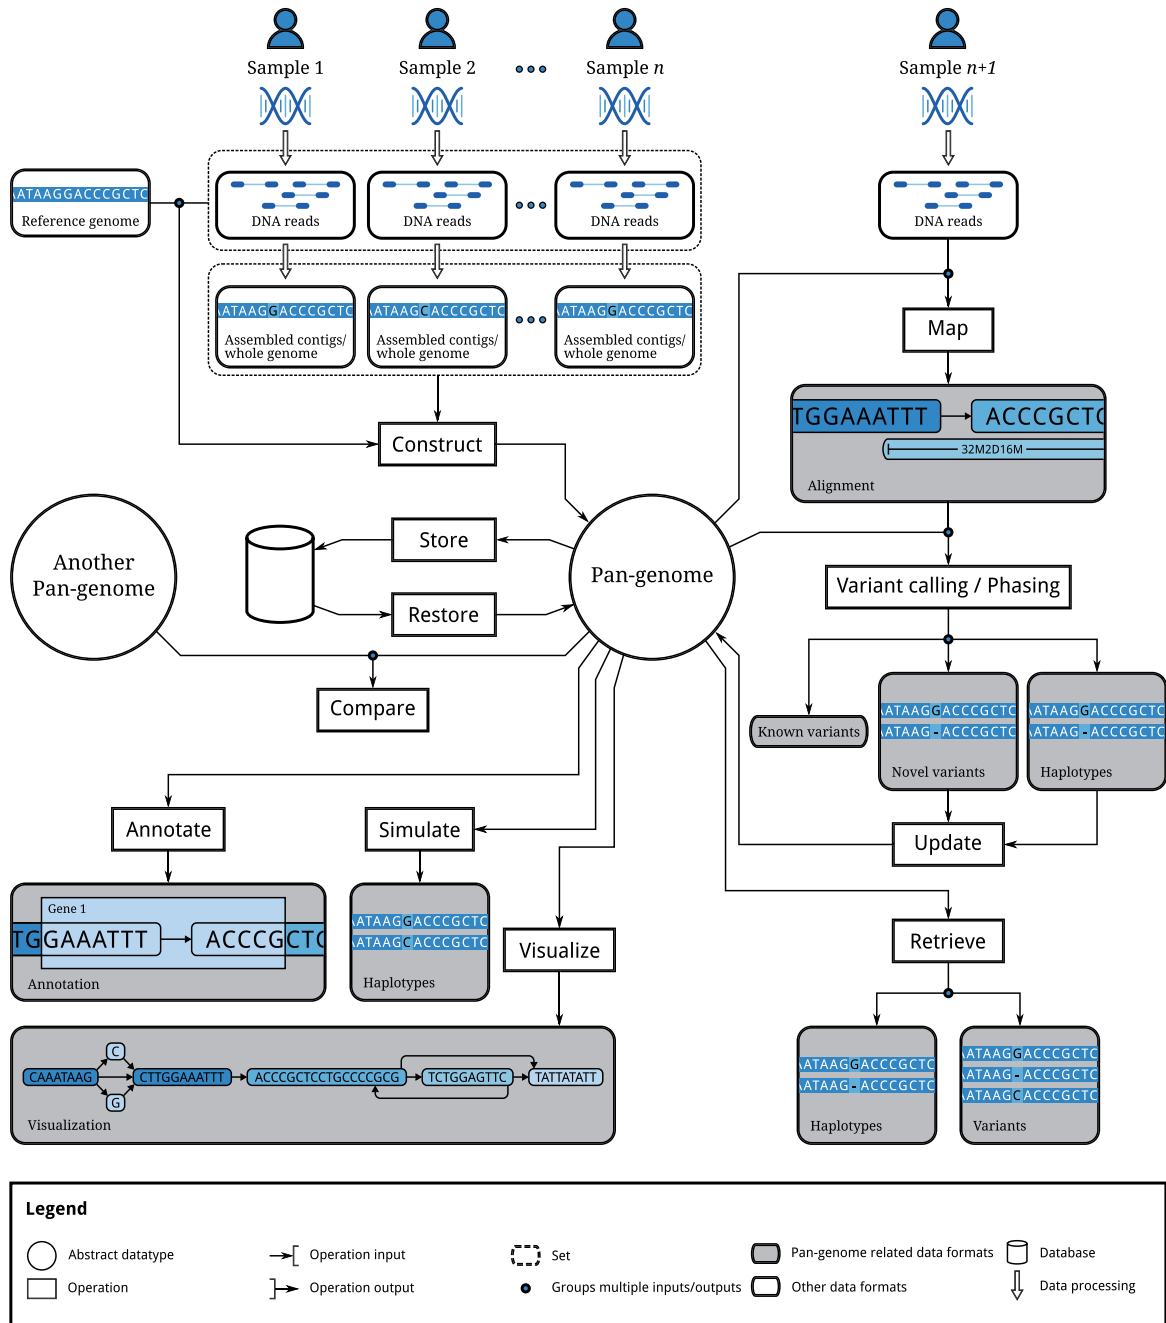 Sample 1
Sample 2
Sample n
Sample n+1
ATAAGGACCCGCTC
Reference genome
DNA reads
DNA reads
DNA reads
DNA reads
ATAAGGACCCGCTC
Assembled contigs/
whole genome
ATAAGCACCCGCTC
Assembled contigs/
whole genome
ATAAGGACCCGCTC
Assembled contigs/
whole genome
Map
TGGAAATTT
ACCCGCTC
32M2D16M
Alignment
Construct
Another
Pan-genome
Store
Restore
Pan-genome
Variant calling / Phasing
Compare
Known variants
ATAAGGACCCGCTC
ATAAG-ACCCGCTC
Novel variants
ATAAGGACCCGCTC
ATAAG-ACCCGCTC
Haplotypes
Annotate
Simulate
Update
Gene 1
TGGAAATTT
ACCCGCTC
Annotation
ATAAGGACCCGCTC
ATAAGCACCCGCTC
Haplotypes
Visualize
Retrieve
CAAATAAG
C
G
CTTGGAAATTT
ACCCGCTCCTGCCCCGCG
TCTGGAGTTC
TATTATATT
Visualization
ATAAGGACCCGCTC
ATAAG-ACCCGCTC
Haplotypes
ATAAGGACCCGCTC
ATAAG-ACCCGCTC
ATAAGCACCCGCTC
Variants
Legend
Abstract datatype
Operation
Operation input
Operation output
Set
Groups multiple inputs/outputs
Pan-genome related data formats
Other data formats
Database
Data processing